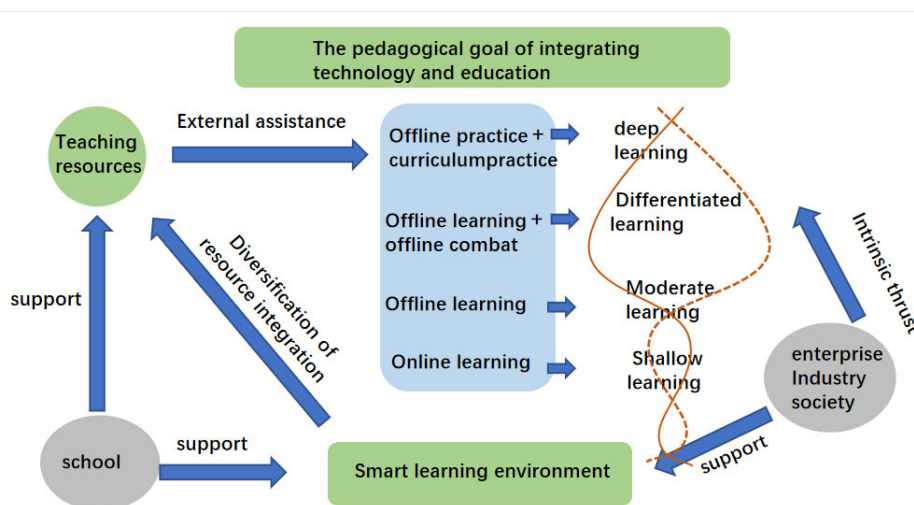 The pedagogical goal of integrating
technology and education
Teaching
resources
External assistance
Offline practice +
curriculumpractice
deep
learning
Offline learning +
offline combat
Differentiated
learning
Offline learning
Moderate
learning
Online learning
Shallow
learning
support
Diversification of
resource integration
Intrinsic thrust
enterprise
Industry
society
school
support
Smart learning environment
support